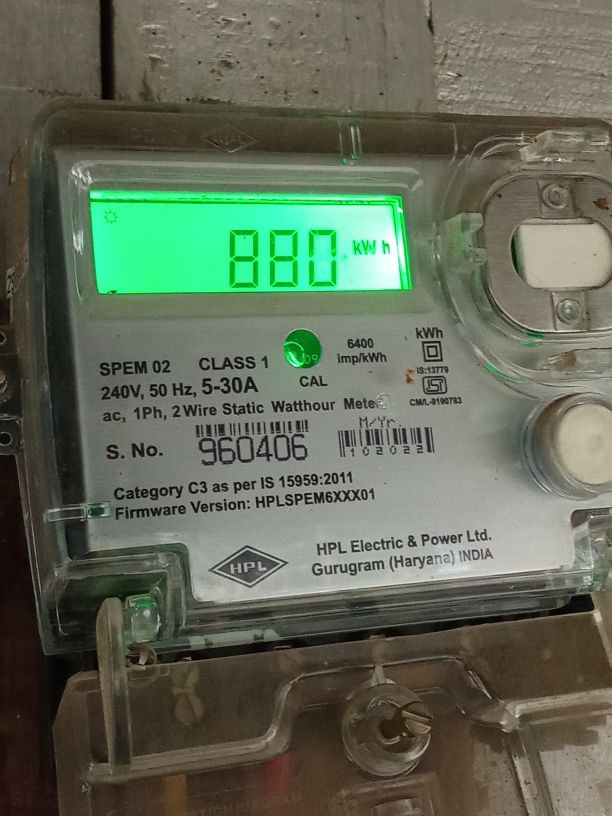 880 kWh
6400
imp/kWh
kWh
IS:13779
CM/L-9190783
SPEM 02 CLASS 1
CAL
240V, 50 Hz, 5-30A
ac, 1Ph, 2 Wire Static Watthour Meter
M/Yr.
S. No. 960406
102022
Category C3 as per IS 15959:2011
Firmware Version: HPLSPEM6XXX01
HPL
HPL Electric & Power Ltd.
Gurugram (Haryana) INDIA